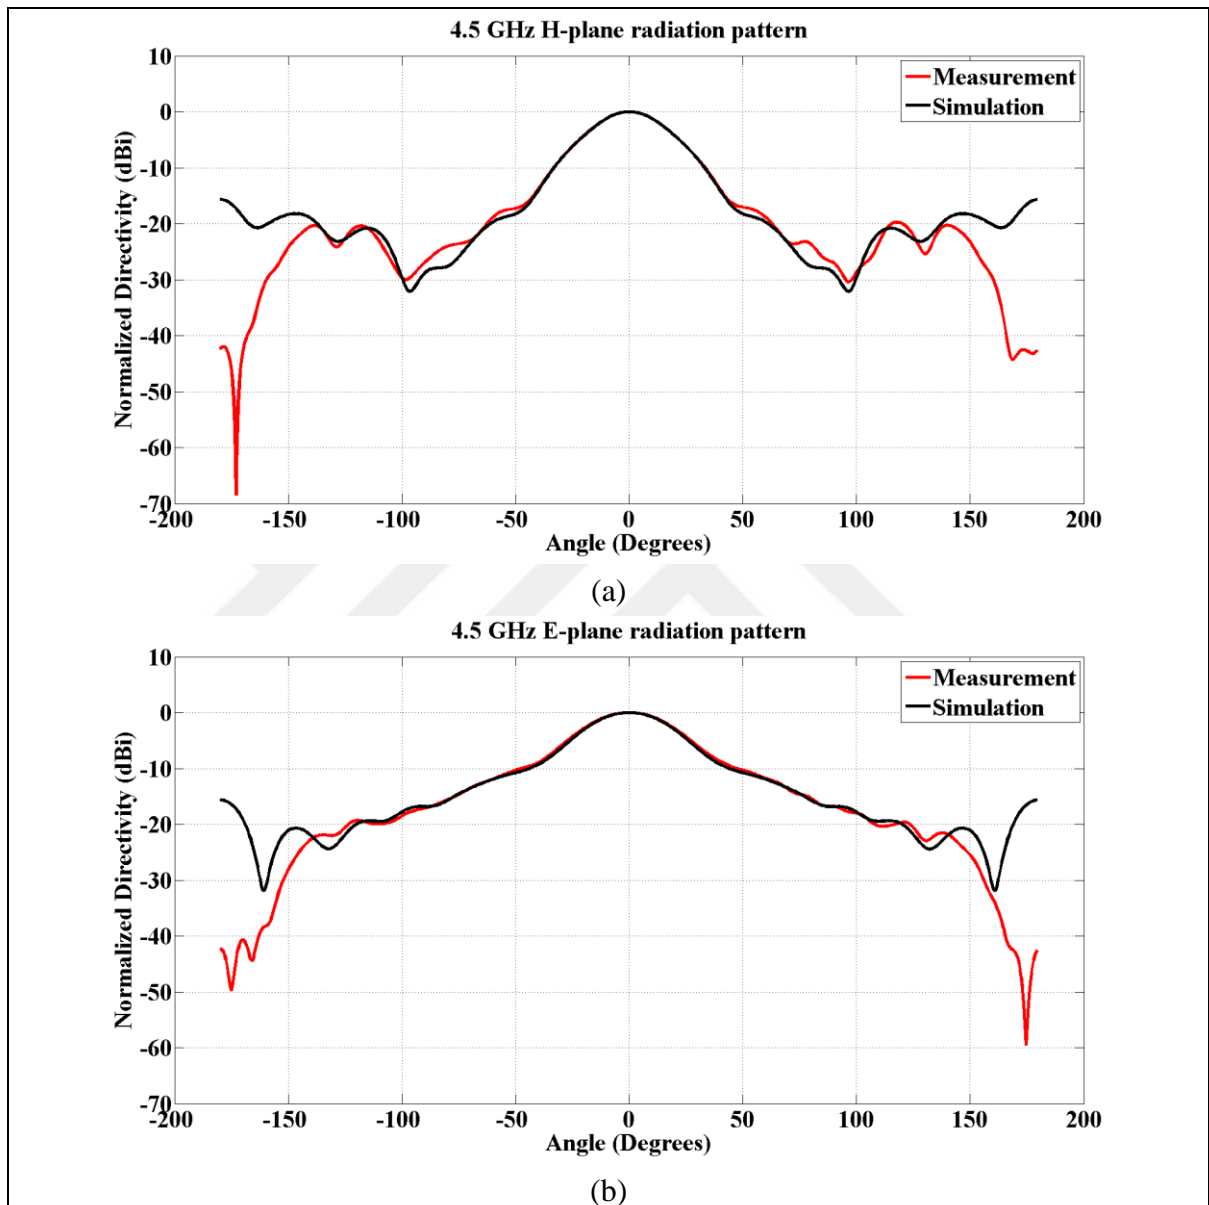 4.5 GHz H-plane radiation pattern
10
0
-10
-20
-30
-40
-50
-60
-70
Normalized Directivity (dBi)
Measurement
Simulation
-200 -150 -100 -50 0 50 100 150 200
Angle (Degrees)
(a)
4.5 GHz E-plane radiation pattern
10
0
-10
-20
-30
-40
-50
-60
-70
Normalized Directivity (dBi)
Measurement
Simulation
-200 -150 -100 -50 0 50 100 150 200
Angle (Degrees)
(b)